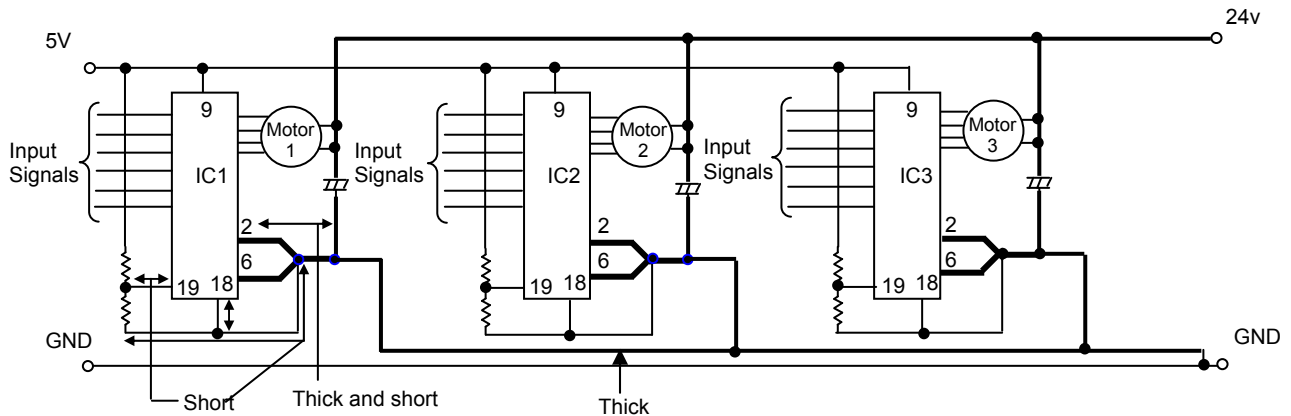 24v
5V
9
Motor
1
Input
Signals
IC1
2
6
19
18
9
Motor
2
Input
Signals
IC2
2
6
19
18
9
Motor
3
Input
Signals
IC3
2
6
19
18
GND
GND
Short
Thick and short
Thick